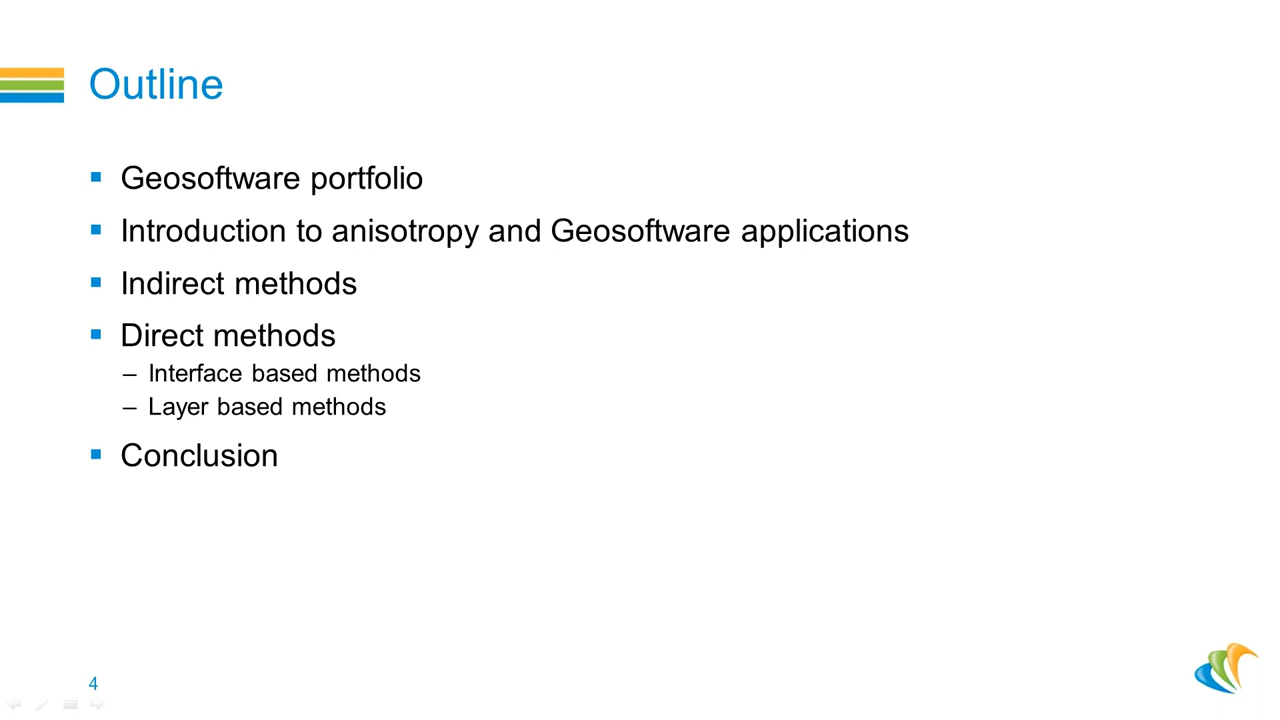 Outline
▪ Geosoftware portfolio
▪ Introduction to anisotropy and Geosoftware applications
▪ Indirect methods
▪ Direct methods
– Interface based methods
– Layer based methods
▪ Conclusion
4